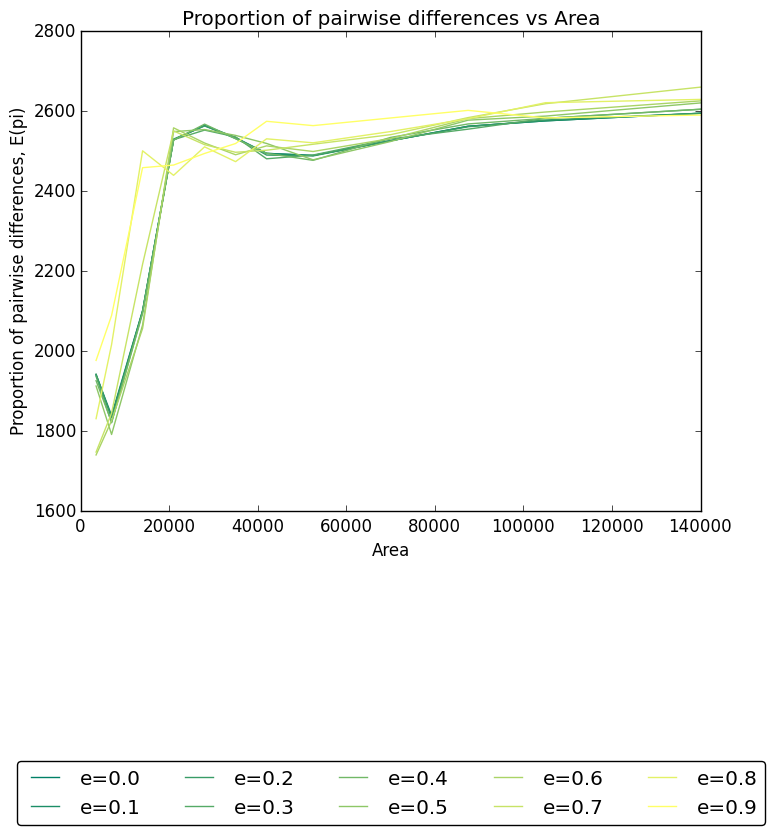 Proportion of pairwise differences vs Area
2800
2600
2400
2200
2000
1800
1600
Proportion of pairwise differences, E(pi)
0 20000 40000 60000 80000 100000 120000 140000
Area
e=0.0 e=0.2 e=0.4 e=0.6 e=0.8
e=0.1 e=0.3 e=0.5 e=0.7 e=0.9